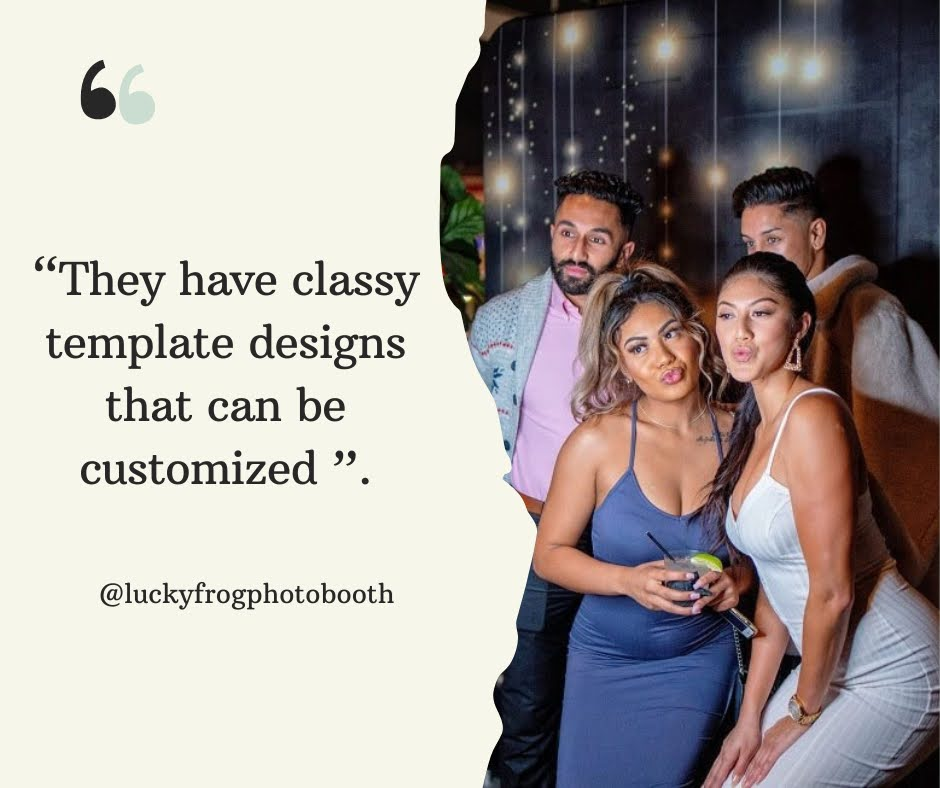 “They have classy
template designs
that can be
customized ”.
@luckyfrogphotobooth